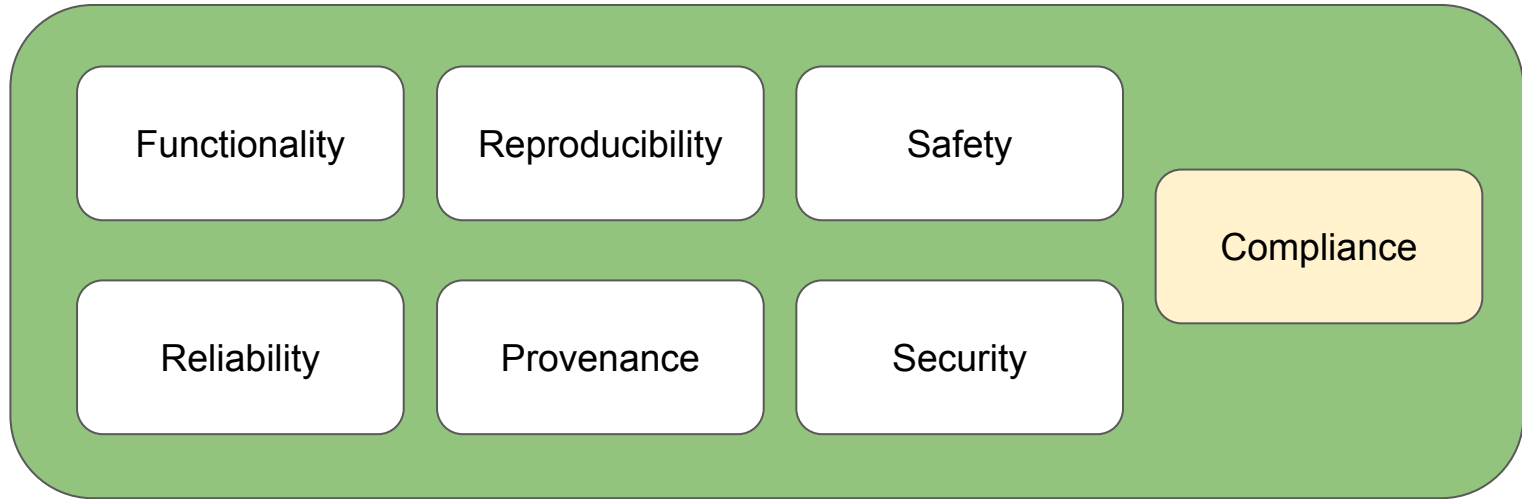 Functionality
Reproducibility
Safety
Compliance
Reliability
Provenance
Security